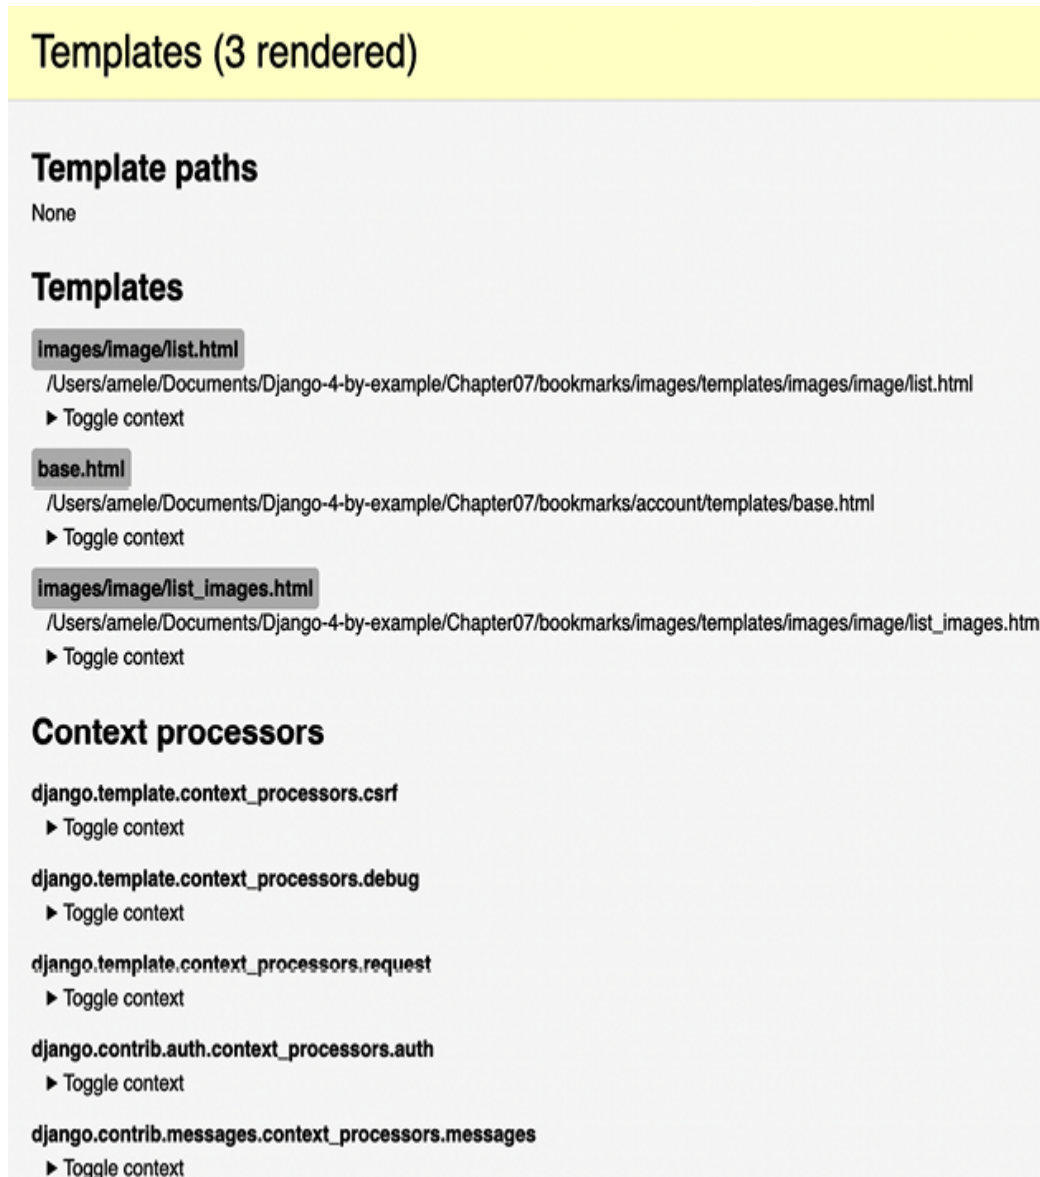 Templates (3 rendered)
Template paths
None
Templates
images/image/list.html
/Users/amele/Documents/Django-4-by-example/Chapter07/bookmarks/images/templates/images/image/list.html
▶ Toggle context
base.html
/Users/amele/Documents/Django-4-by-example/Chapter07/bookmarks/account/templates/base.html
▶ Toggle context
images/image/list_images.html
/Users/amele/Documents/Django-4-by-example/Chapter07/bookmarks/images/templates/images/image/list_images.htm
▶ Toggle context
Context processors
django.template.context_processors.csrf
▶ Toggle context
django.template.context_processors.debug
▶ Toggle context
django.template.context_processors.request
▶ Toggle context
django.contrib.auth.context_processors.auth
▶ Toggle context
django.contrib.messages.context_processors.messages
▶ Toggle context